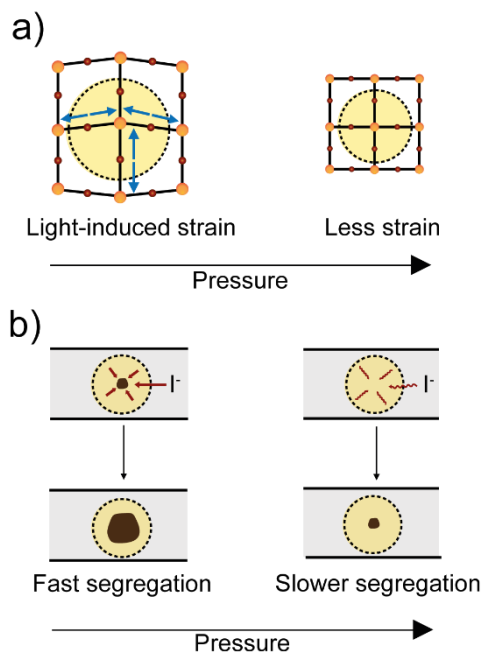 a)
Light-induced strain
Less strain
Pressure
b)
I-
I-
Fast segregation
Slower segregation
Pressure